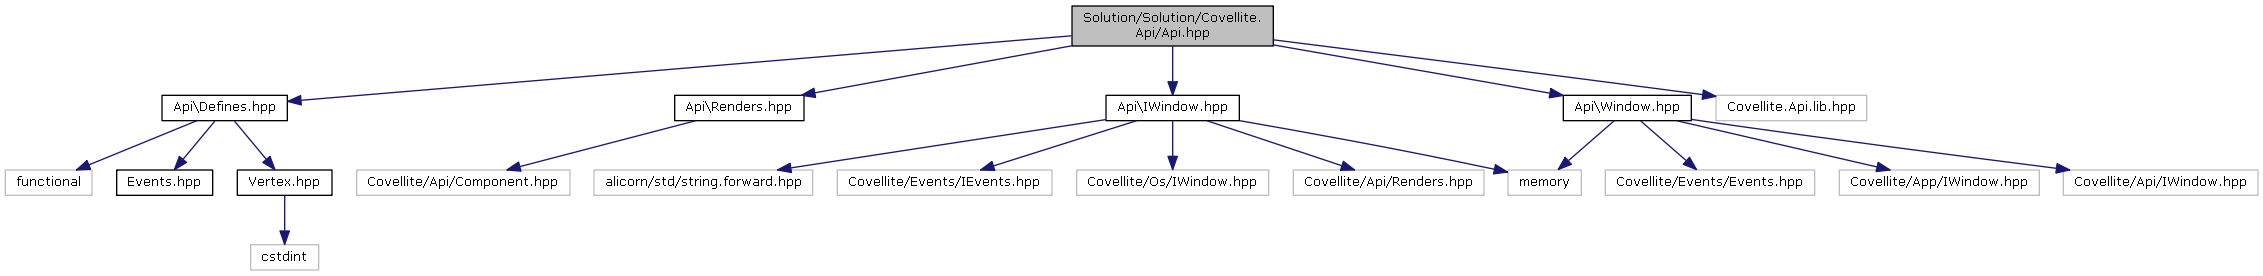 Solution/Solution/Covellite.
Api/Api.hpp
Api\Defines.hpp
Api\Renders.hpp
Api\IWindow.hpp
Api\Window.hpp
Covellite.Api.lib.hpp
functional
Events.hpp
Vertex.hpp
Covellite/Api/Component.hpp
alicorn/std/string.forward.hpp
Covellite/Events/IEvents.hpp
Covellite/Os/IWindow.hpp
Covellite/Api/Renders.hpp
memory
Covellite/Events/Events.hpp
Covellite/App/IWindow.hpp
Covellite/Api/IWindow.hpp
cstdint